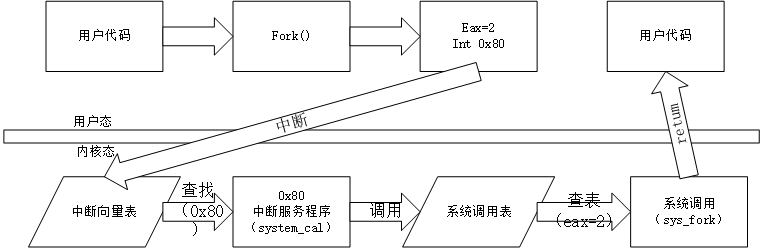 用户代码
Fork()
Eax=2
Int 0x80
用户代码
中断
return
用户态
内核态
中断向量表
查找
（0x80
）
0x80
中断服务程序
（system_cal）
调用
系统调用表
查表
（eax=2）
系统调用
（sys_fork）